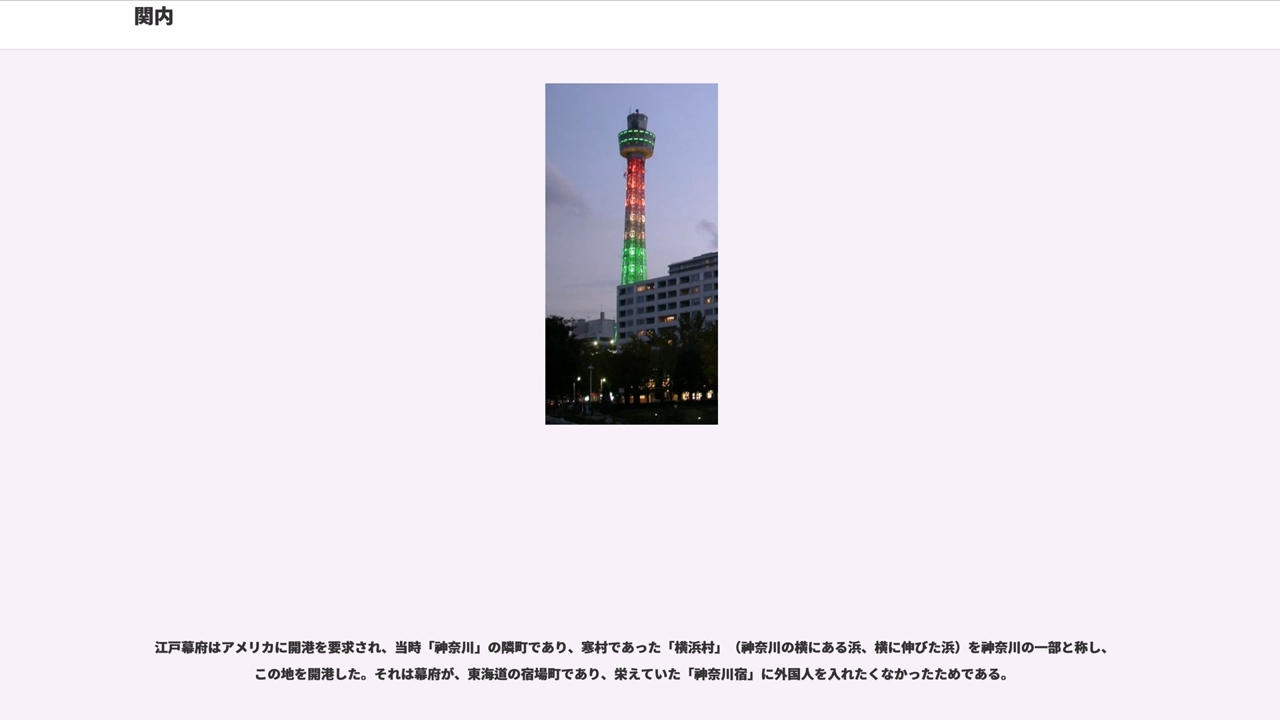 関内
江戸幕府はアメリカに開港を要求され、当時「神奈川」の隣町であり、寒村であった「横浜村」（神奈川の横にある浜、横に伸びた浜）を神奈川の一部と称し、
この地を開港した。それは幕府が、東海道の宿場町であり、栄えていた「神奈川宿」に外国人を入れたくなかったためである。